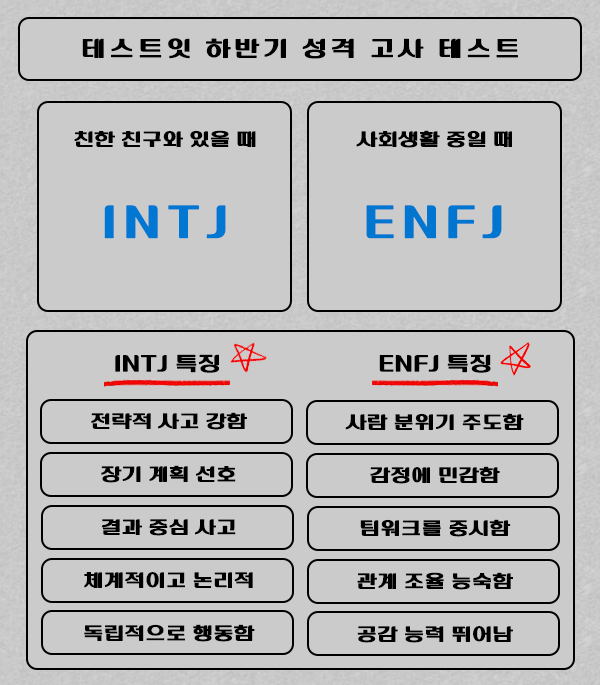 테스트잇 하반기 성격 고사 테스트
친한 친구와 있을 때
INTJ
사회생활 중일 때
ENFJ
INTJ 특징
전략적 사고 강함
장기 계획 선호
결과 중심 사고
체계적이고 논리적
독립적으로 행동함
ENFJ 특징
사람 분위기 주도함
감정에 민감함
팀워크를 중시함
관계 조율 능숙함
공감 능력 뛰어남